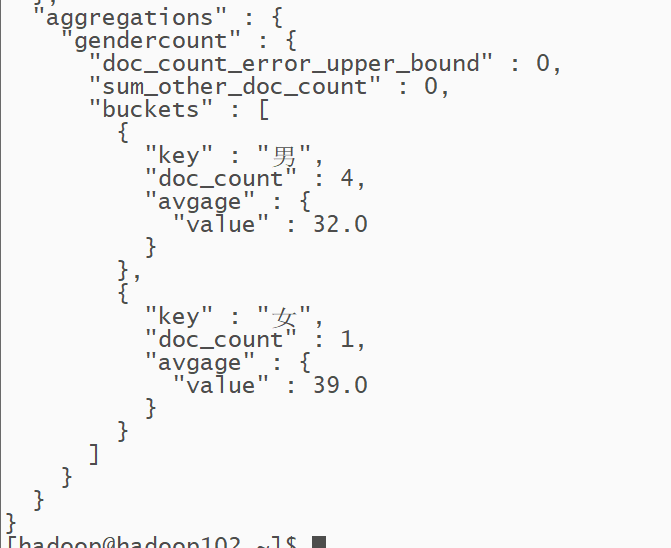 },
"aggregations" : {
"gendercount" : {
"doc_count_error_upper_bound" : 0,
"sum_other_doc_count" : 0,
"buckets" : [
{
"key" : "男",
"doc_count" : 4,
"avgage" : {
"value" : 32.0
}
},
{
"key" : "女",
"doc_count" : 1,
"avgage" : {
"value" : 39.0
}
}
]
}
}
}
[hadoop@hadoop102 ~]$